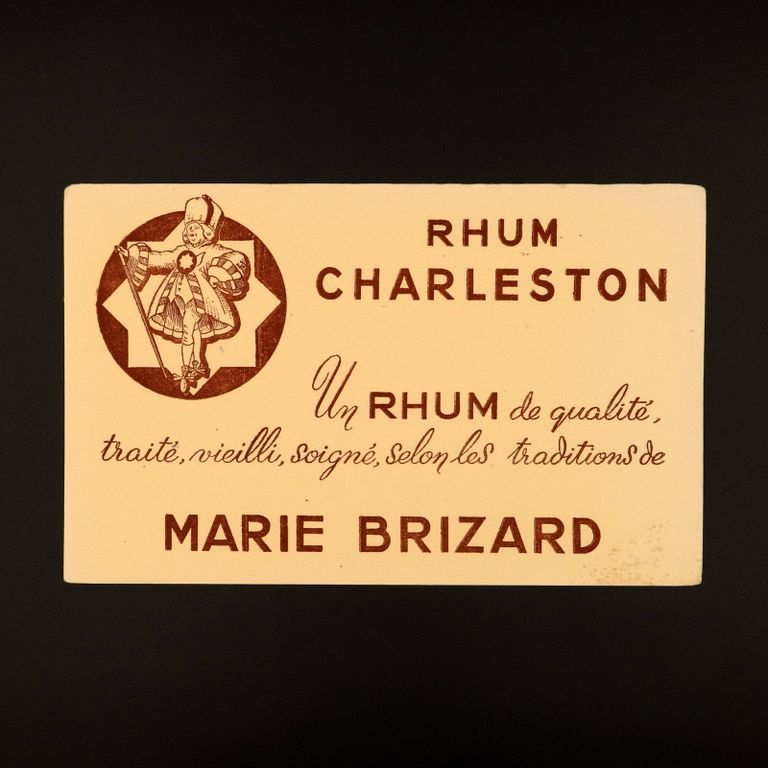 RHUM
CHARLESTON
Un RHUM de qualité,
traité, vieilli, soigné, selon les traditions de
MARIE BRIZARD